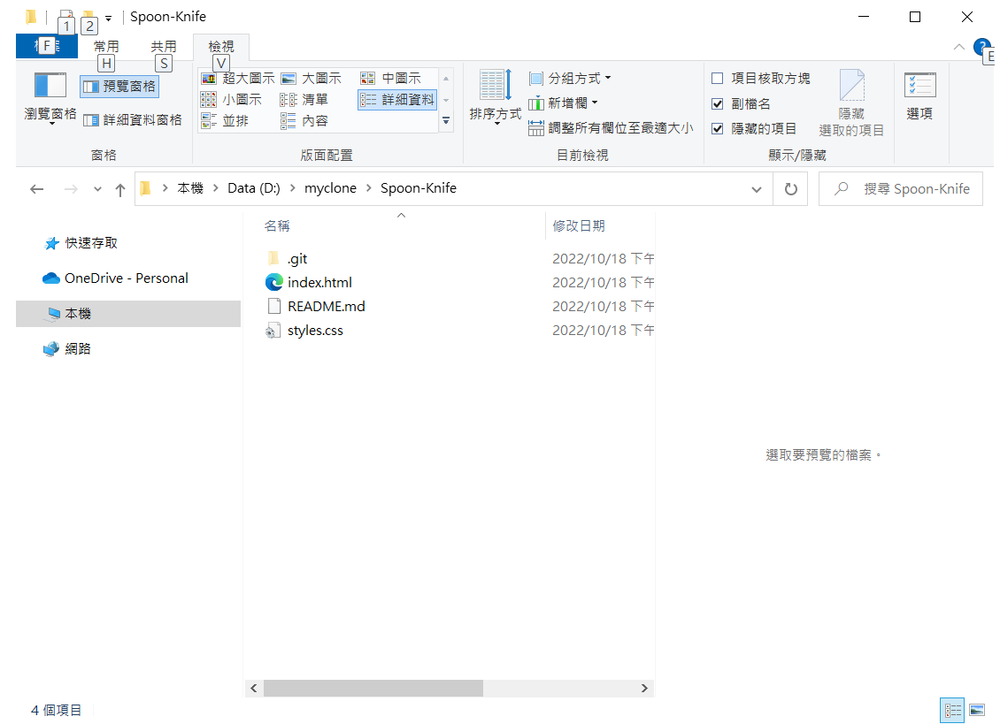 1 2 Spoon-Knife
F 常用 共用 檢視 ?
H S V E
瀏覽窗格 預覽窗格 詳細資料窗格
窗格
超大圖示 大圖示 中圖示
小圖示 清單 詳細資料
並排 內容
版面配置
排序方式 分組方式
新增欄
調整所有欄位至最適大小
目前檢視
項目核取方塊
副檔名
隱藏的項目
隱藏
選取的項目
顯示/隱藏
選項
本機 > Data (D:) > myclone > Spoon-Knife
搜尋 Spoon-Knife
快速存取
OneDrive - Personal
本機
網路
名稱 修改日期
.git 2022/10/18 下午
index.html 2022/10/18 下午
README.md 2022/10/18 下午
styles.css 2022/10/18 下午
選取要預覽的檔案。
4 個項目